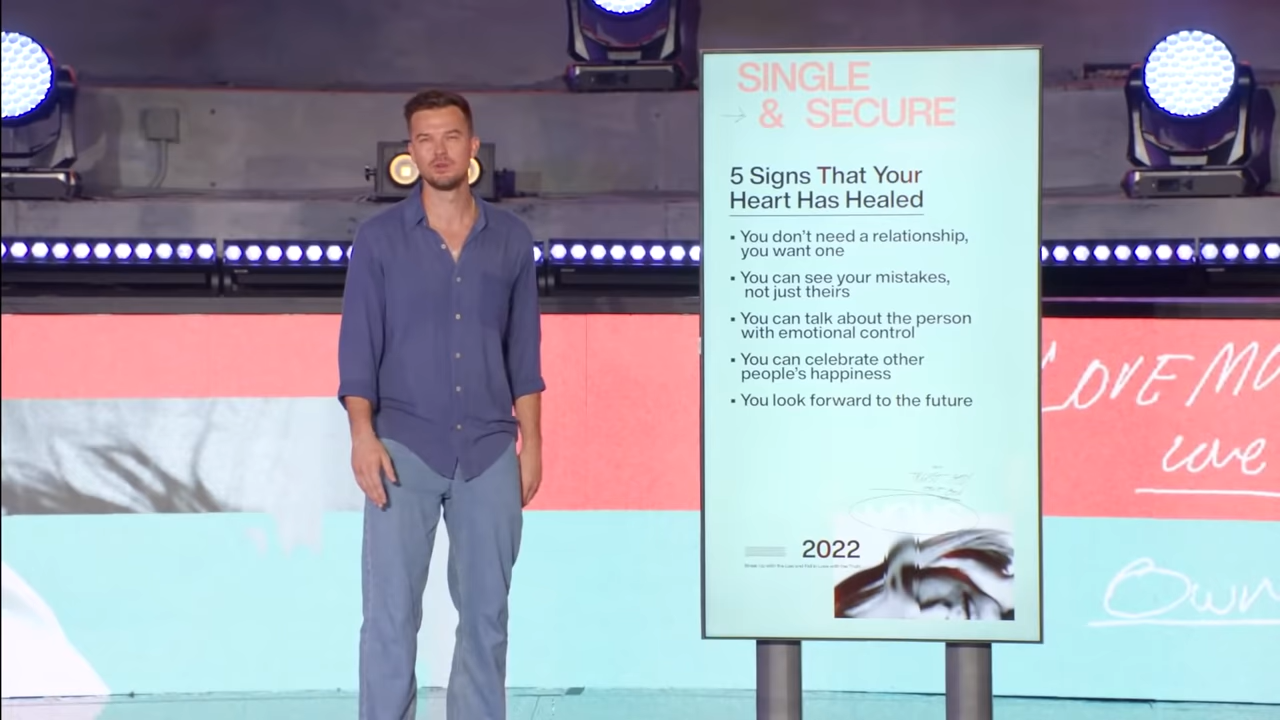 SINGLE
→ & SECURE
5 Signs That Your
Heart Has Healed
▪ You don't need a relationship,
you want one
▪ You can see your mistakes,
not just theirs
▪ You can talk about the person
with emotional control
▪ You can celebrate other
people's happiness
▪ You look forward to the future
2022
LOVE
love